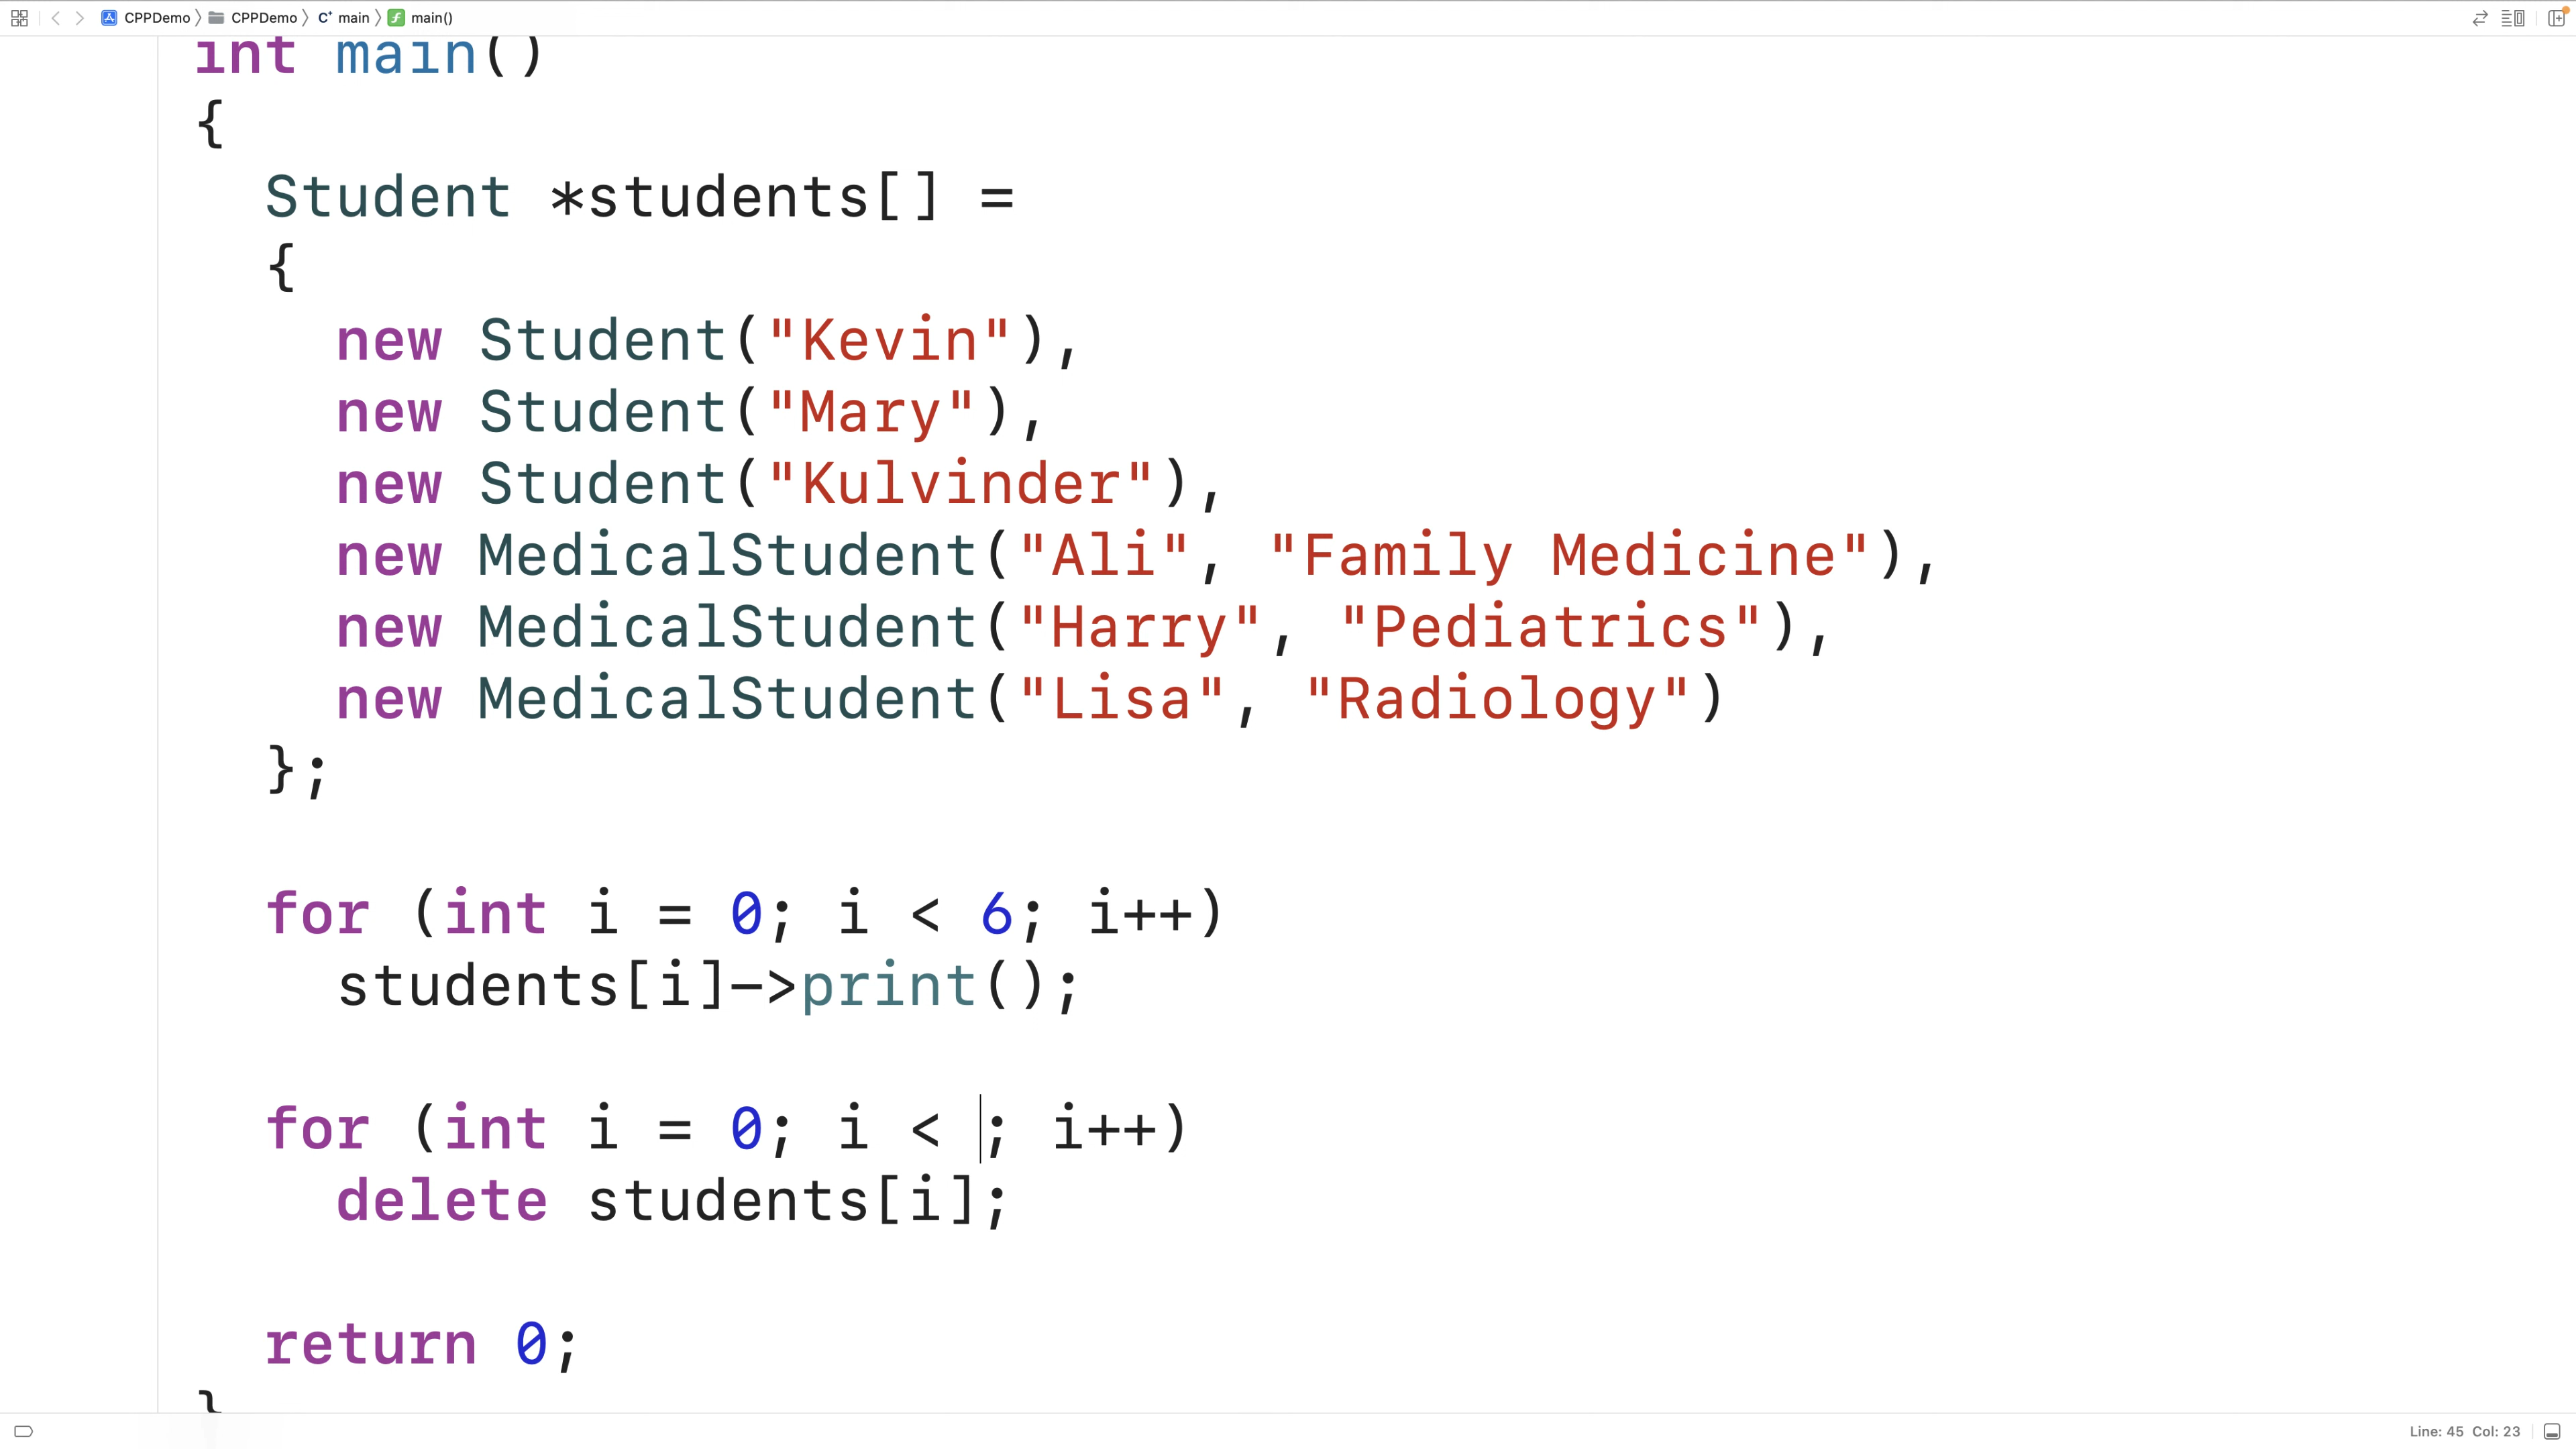 CPPDemo CPPDemo C+ main f main()
int main()
{
  Student *students[] =
  {
    new Student("Kevin"),
    new Student("Mary"),
    new Student("Kulvinder"),
    new MedicalStudent("Ali", "Family Medicine"),
    new MedicalStudent("Harry", "Pediatrics"),
    new MedicalStudent("Lisa", "Radiology")
  };
  for (int i = 0; i < 6; i++)
    students[i]->print();
  for (int i = 0; i < ; i++)
    delete students[i];
  return 0;
}
Line: 45 Col: 23